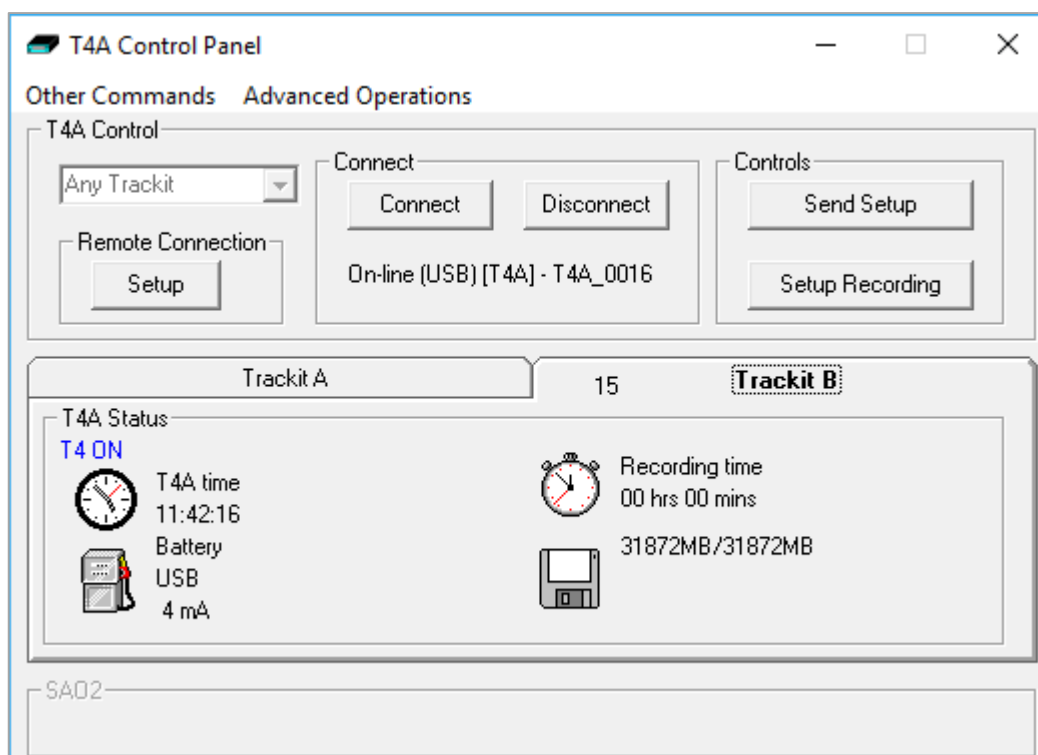 T4A Control Panel
Other Commands Advanced Operations
T4A Control
Any Trackit
Remote Connection
Setup
Connect
Connect Disconnect
On-line (USB) [T4A] - T4A_0016
Controls
Send Setup
Setup Recording
Trackit A
15 Trackit B
T4A Status
T4 ON
T4A time
11:42:16
Battery
USB
4 mA
Recording time
00 hrs 00 mins
31872MB/31872MB
SAO2